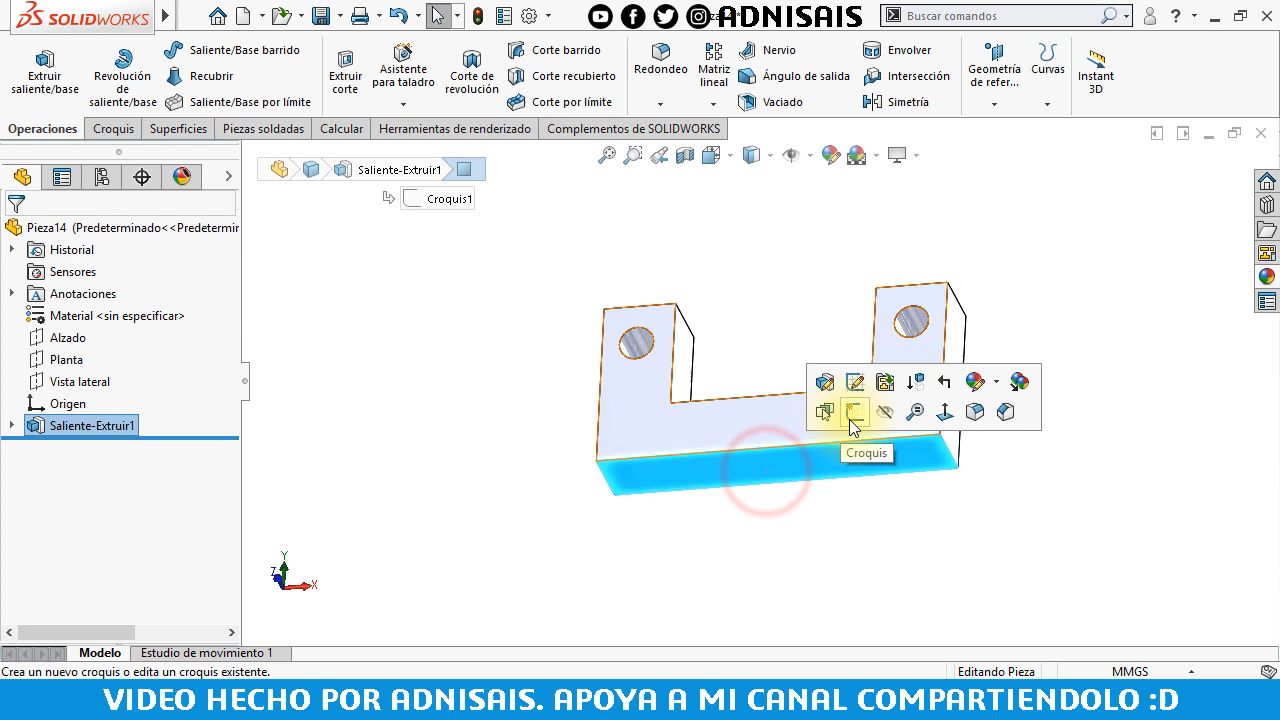 SOLIDWORKS
za14 *
ADNISAIS
Buscar comandos
Extruir saliente/base
Revolución de saliente/base
Saliente/Base barrido
Recubrir
Saliente/Base por límite
Extruir corte
Asistente para taladro
Corte de revolución
Corte barrido
Corte recubierto
Corte por límite
Redondeo
Matriz lineal
Nervio
Ángulo de salida
Vaciado
Envolver
Intersección
Simetría
Geometría de refer...
Curvas
Instant 3D
Operaciones
Croquis
Superficies
Piezas soldadas
Calcular
Herramientas de renderizado
Complementos de SOLIDWORKS
Saliente-Extruir1
Croquis1
Pieza14 (Predeterminado<<Predetermir
Historial
Sensores
Anotaciones
Material <sin especificar>
Alzado
Planta
Vista lateral
Origen
Saliente-Extruir1
Croquis
Y
Z
X
Modelo
Estudio de movimiento 1
Crea un nuevo croquis o edita un croquis existente.
Editando Pieza
MMGS
VIDEO HECHO POR ADNISAIS. APOYA A MI CANAL COMPARTIENDOLO :D